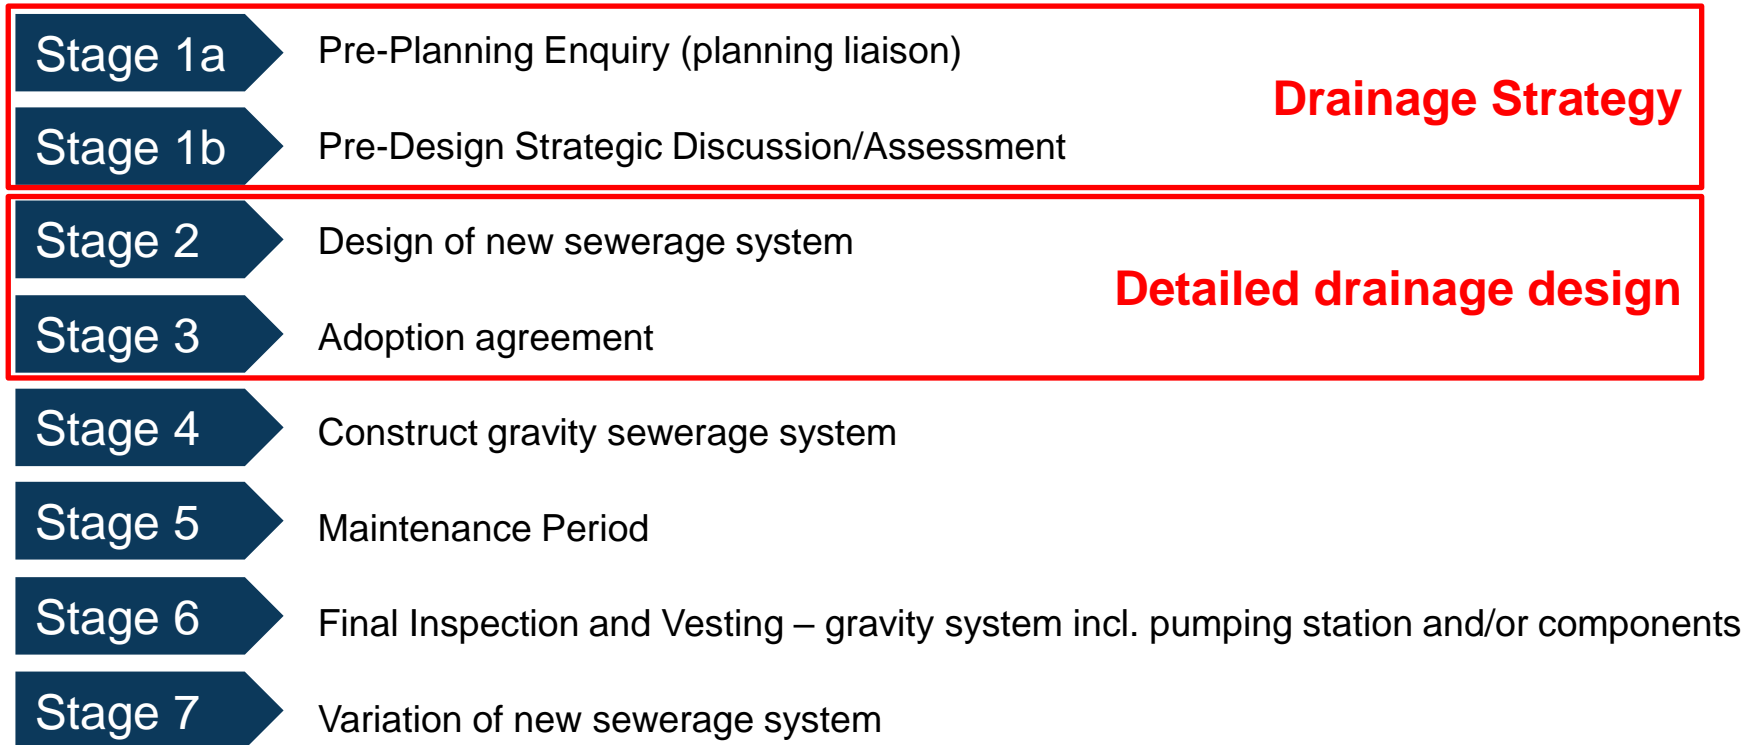 Stage 1a
Pre-Planning Enquiry (planning liaison)
Drainage Strategy
Stage 1b
Pre-Design Strategic Discussion/Assessment
Stage 2
Design of new sewerage system
Detailed drainage design
Stage 3
Adoption agreement
Stage 4
Construct gravity sewerage system
Stage 5
Maintenance Period
Stage 6
Final Inspection and Vesting – gravity system incl. pumping station and/or components
Stage 7
Variation of new sewerage system